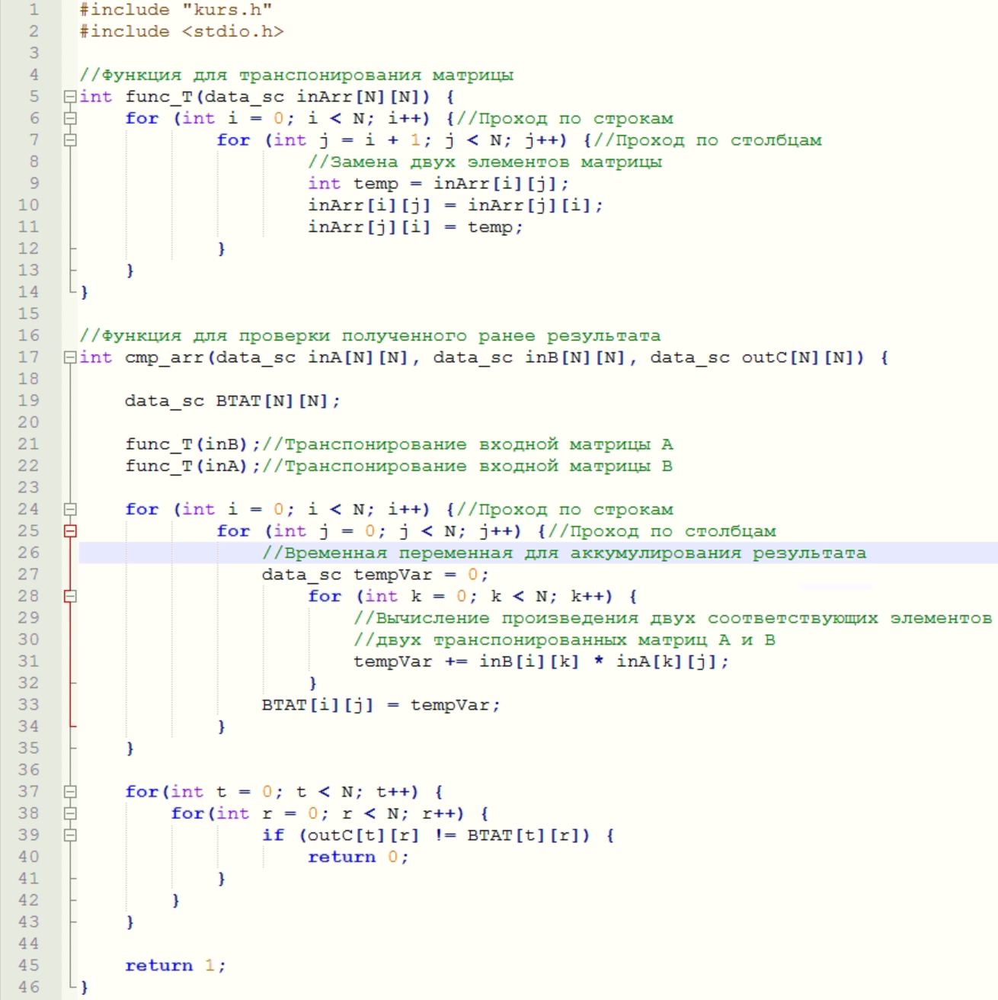 1 #include "kurs.h"
2 #include <stdio.h>
3
4 //Функция для транспонирования матрицы
5 int func_T(data_sc inArr[N][N]) {
6 for (int i = 0; i < N; i++) {//Проход по строкам
7 for (int j = i + 1; j < N; j++) {//Проход по столбцам
8 //Замена двух элементов матрицы
9 int temp = inArr[i][j];
10 inArr[i][j] = inArr[j][i];
11 inArr[j][i] = temp;
12 }
13 }
14 }
15
16 //Функция для проверки полученного ранее результата
17 int cmp_arr(data_sc inA[N][N], data_sc inB[N][N], data_sc outC[N][N]) {
18
19 data_sc BTAT[N][N];
20
21 func_T(inB);//Транспонирование входной матрицы A
22 func_T(inA);//Транспонирование входной матрицы B
23
24 for (int i = 0; i < N; i++) {//Проход по строкам
25 for (int j = 0; j < N; j++) {//Проход по столбцам
26 //Временная переменная для аккумулирования результата
27 data_sc tempVar = 0;
28 for (int k = 0; k < N; k++) {
29 //Вычисление произведения двух соответствующих элементов
30 //двух транспонированных матриц A и B
31 tempVar += inB[i][k] * inA[k][j];
32 }
33 BTAT[i][j] = tempVar;
34 }
35 }
36
37 for(int t = 0; t < N; t++) {
38 for(int r = 0; r < N; r++) {
39 if (outC[t][r] != BTAT[t][r]) {
40 return 0;
41 }
42 }
43 }
44
45 return 1;
46 }